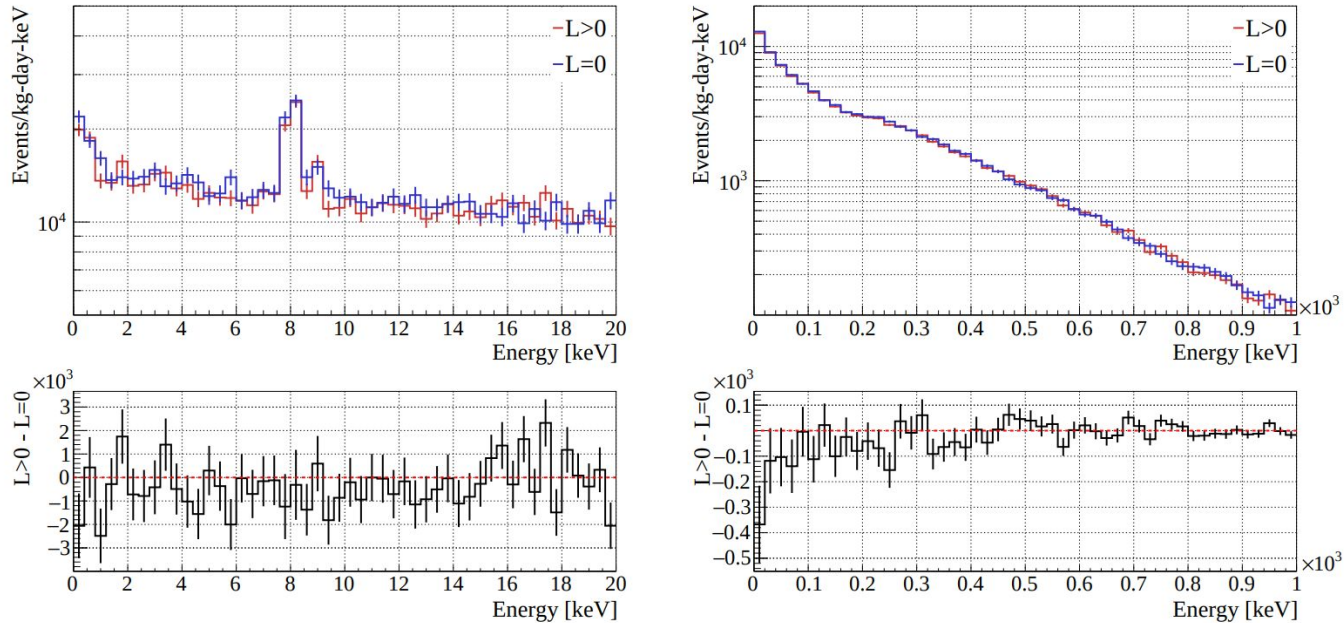 Events/kg-day-keV
L>0
L=0
10⁴
0 2 4 6 8 10 12 14 16 18 20
Energy [keV]
Events/kg-day-keV
L>0
L=0
10⁴
10³
0 0.1 0.2 0.3 0.4 0.5 0.6 0.7 0.8 0.9 1
×10³
Energy [keV]
×10³
L>0 - L=0
3
2
1
0
−1
−2
−3
0 2 4 6 8 10 12 14 16 18 20
Energy [keV]
×10³
L>0 - L=0
0.1
−0.1
−0.2
−0.3
−0.4
−0.5
0 0.1 0.2 0.3 0.4 0.5 0.6 0.7 0.8 0.9 1
×10³
Energy [keV]